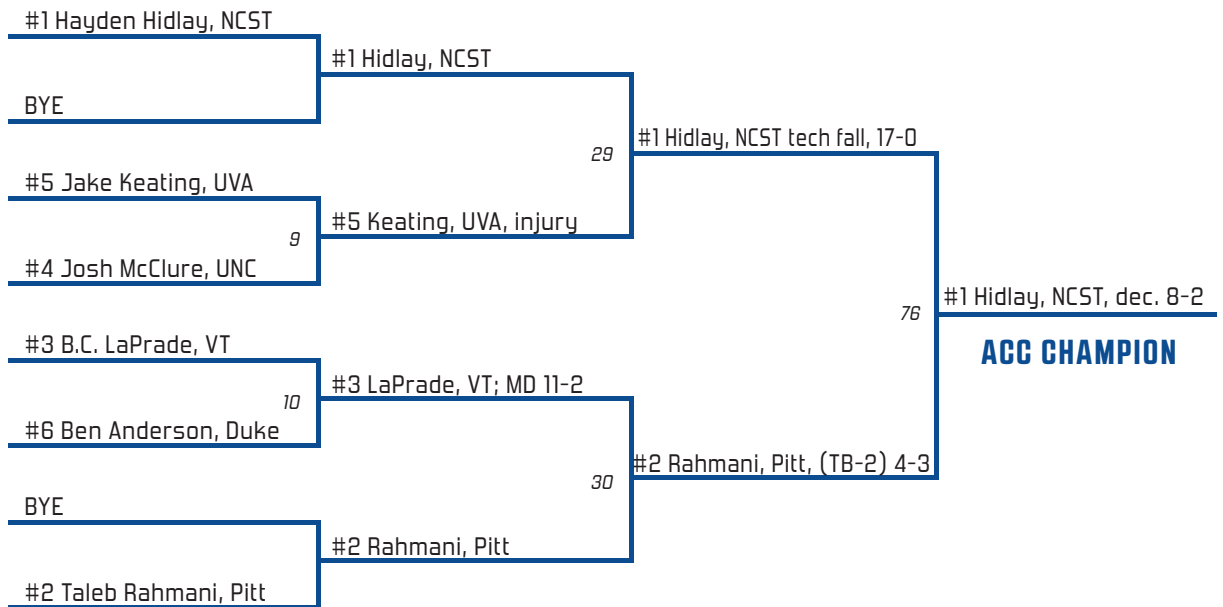 #1 Hayden Hidlay, NCST
#1 Hidlay, NCST
BYE
#1 Hidlay, NCST tech fall, 17-0
29
#5 Jake Keating, UVA
#5 Keating, UVA, injury
9
#4 Josh McClure, UNC
#1 Hidlay, NCST, dec. 8-2
76
ACC CHAMPION
#3 B.C. LaPrade, VT
#3 LaPrade, VT; MD 11-2
10
#6 Ben Anderson, Duke
#2 Rahmani, Pitt, (TB-2) 4-3
30
BYE
#2 Rahmani, Pitt
#2 Taleb Rahmani, Pitt